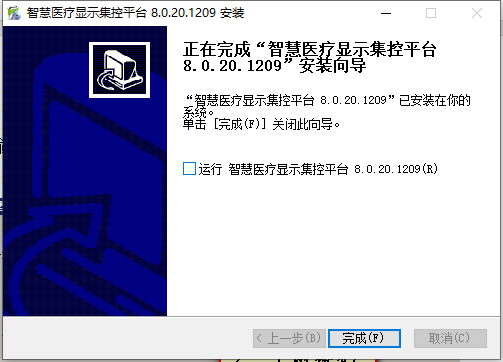 智慧医疗显示集控平台 8.0.20.1209 安装
正在完成“智慧医疗显示集控平台
8.0.20.1209”安装向导
“智慧医疗显示集控平台 8.0.20.1209”已安装在你的
系统。
单击 [完成(F)] 关闭此向导。
运行 智慧医疗显示集控平台 8.0.20.1209(R)
< 上一步(B)
完成(F)
取消(C)